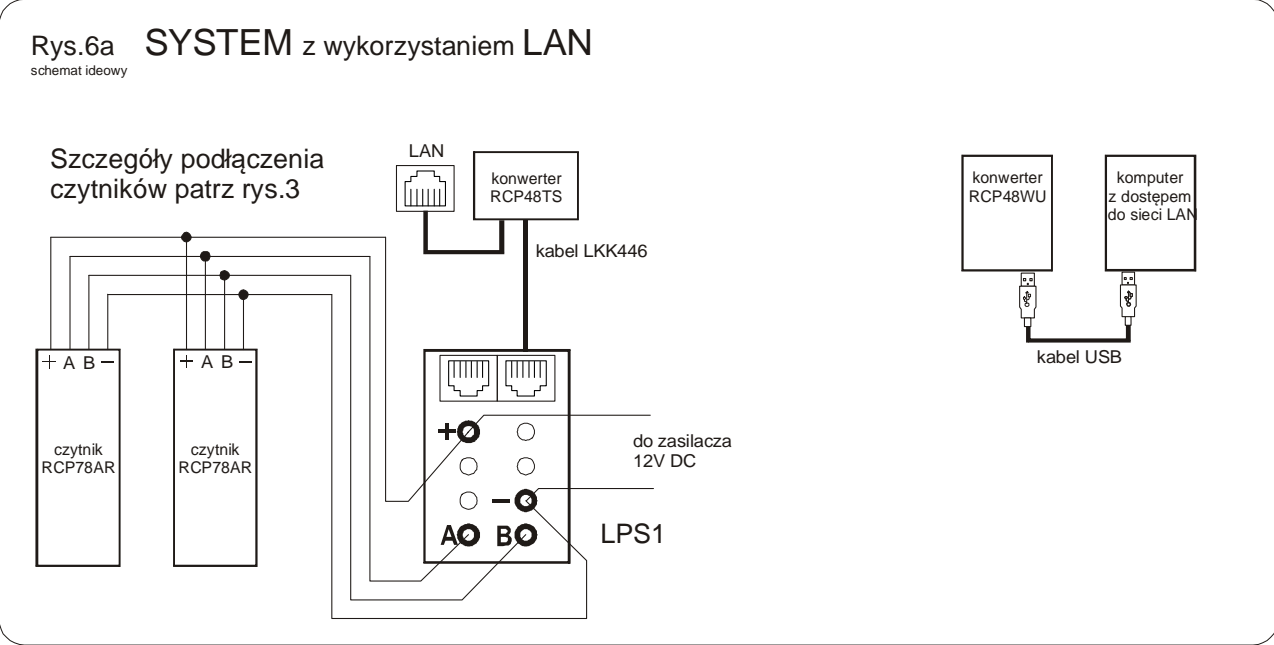 Rys.6a SYSTEM z wykorzystaniem LAN
schemat ideowy
Szczegóły podłączenia
czytników patrz rys.3
LAN
konwerter
RCP48TS
kabel LKK446
konwerter
RCP48WU
komputer
z dostępem
do sieci LAN
kabel USB
+ A B −
czytnik
RCP78AR
+ A B −
czytnik
RCP78AR
+
−
A B
do zasilacza
12V DC
LPS1